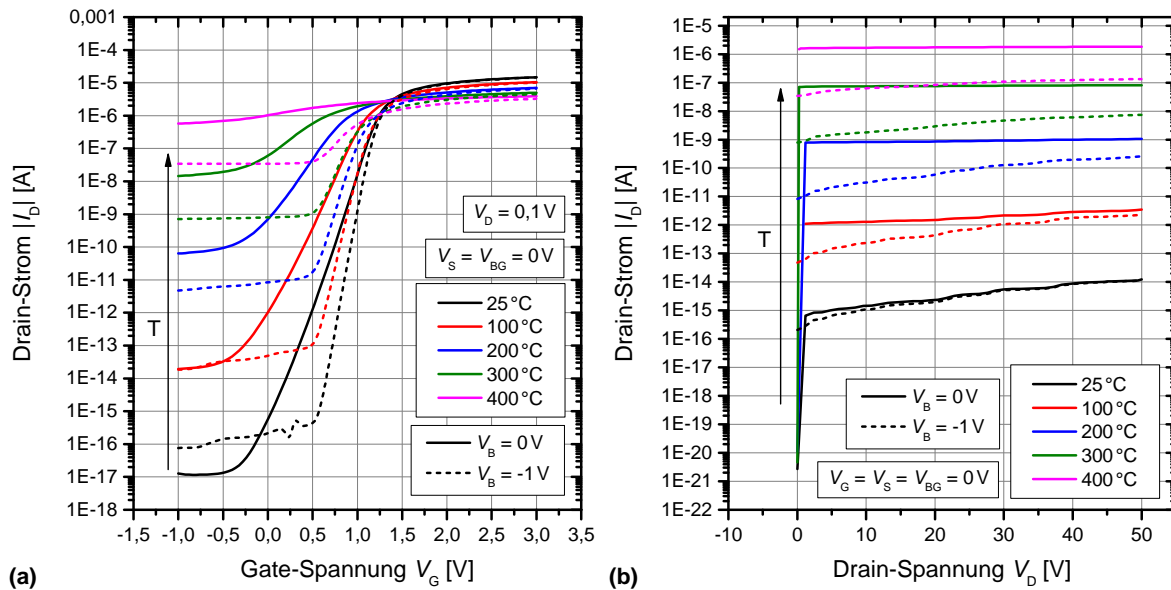 0,001
1E-4
1E-5
1E-6
1E-7
1E-8
1E-9
1E-10
1E-11
1E-12
1E-13
1E-14
1E-15
1E-16
1E-17
1E-18
-1,5 -1,0 -0,5 0,0 0,5 1,0 1,5 2,0 2,5 3,0 3,5
Drain-Strom |I_D| [A]
Gate-Spannung V_G [V]
(a)
T
V_D = 0,1 V
V_S = V_BG = 0 V
25 °C
100 °C
200 °C
300 °C
400 °C
V_B = 0 V
V_B = -1 V
1E-5
1E-6
1E-7
1E-8
1E-9
1E-10
1E-11
1E-12
1E-13
1E-14
1E-15
1E-16
1E-17
1E-18
1E-19
1E-20
1E-21
1E-22
-10 0 10 20 30 40 50
Drain-Strom |I_D| [A]
Drain-Spannung V_D [V]
(b)
T
V_B = 0 V
V_B = -1 V
V_G = V_S = V_BG = 0 V
25 °C
100 °C
200 °C
300 °C
400 °C